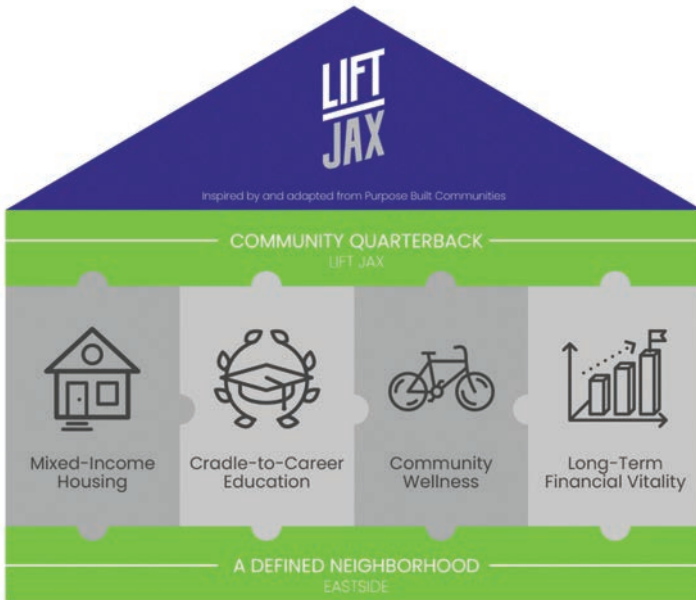 LIFT
JAX
Inspired by and adapted from Purpose Built Communities
COMMUNITY QUARTERBACK
LIFT JAX
Mixed-Income
Housing
Cradle-to-Career
Education
Community
Wellness
Long-Term
Financial Vitality
A DEFINED NEIGHBORHOOD
EASTSIDE